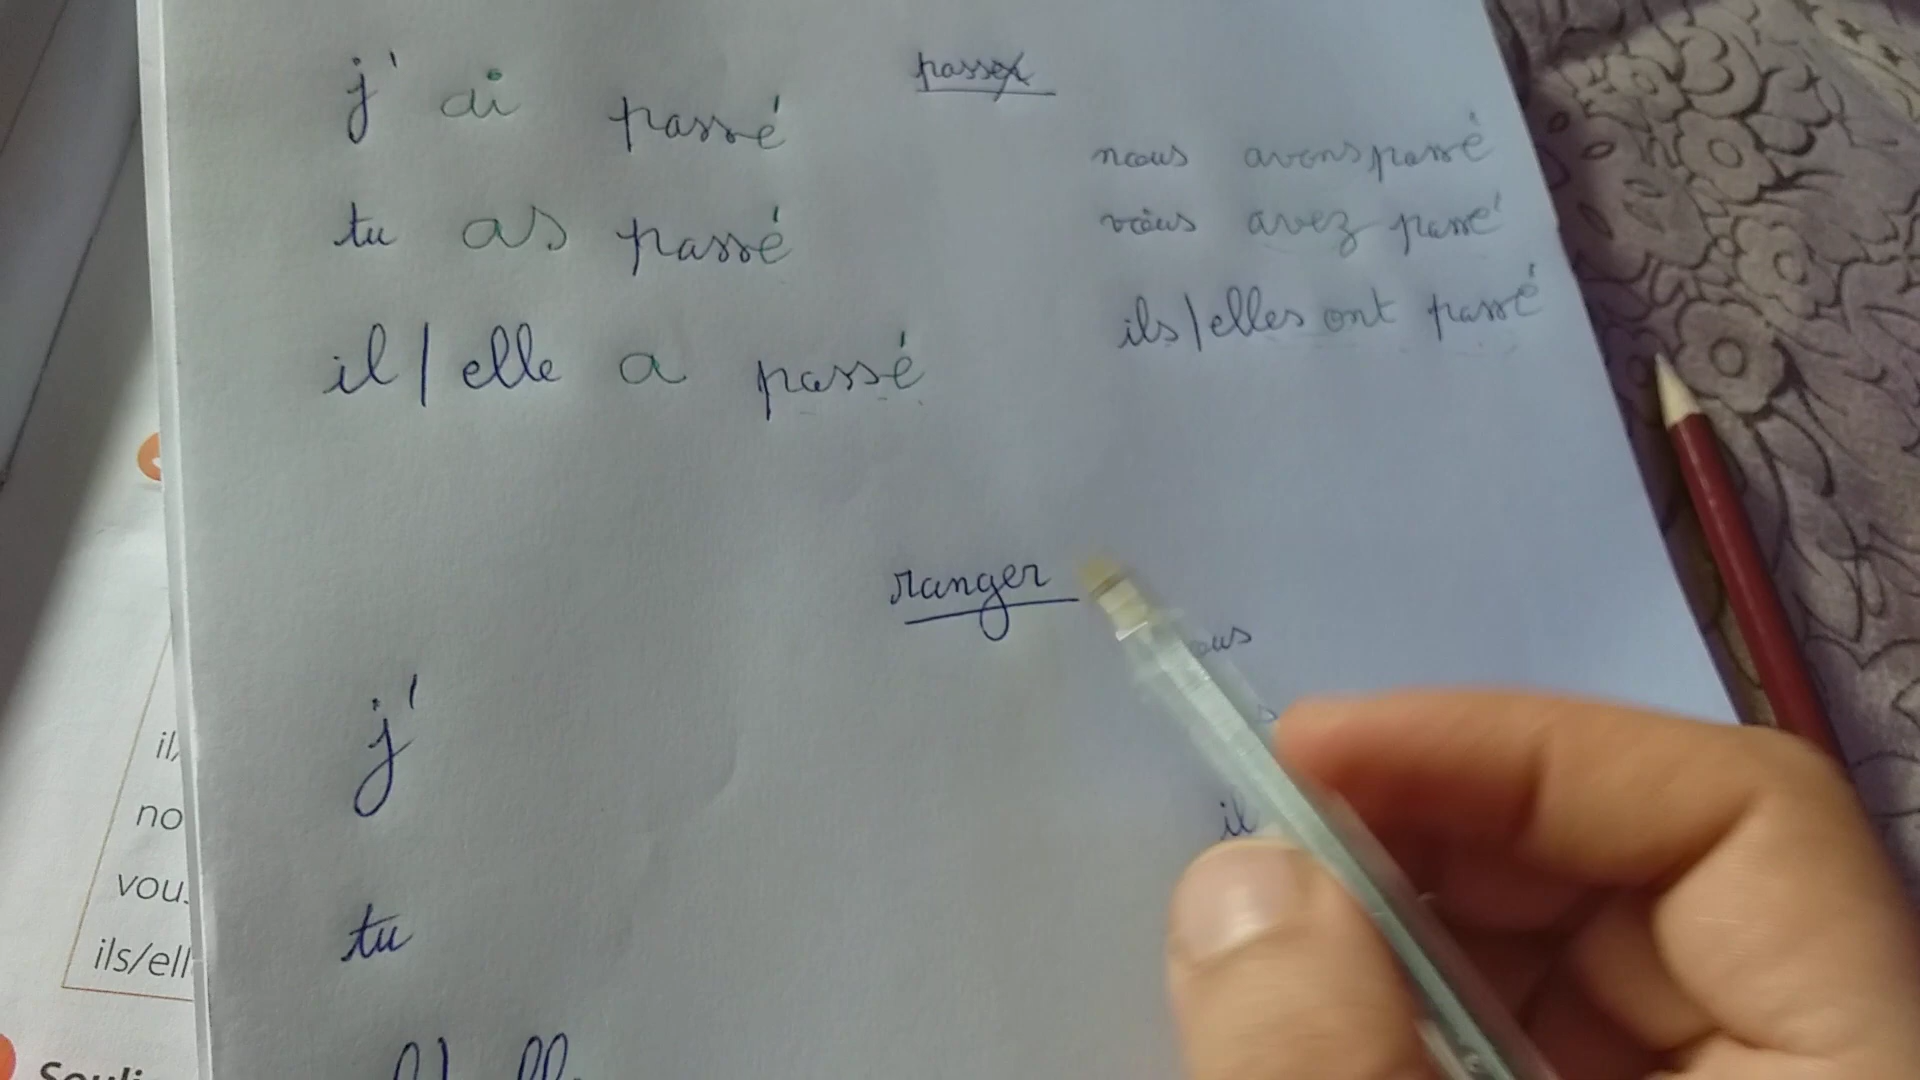 passer
j' ai passé
tu as passé
il/elle a passé
nous avons passé
vous avez passé
ils/elles ont passé
ranger
j'
tu
il
il/
no
vou
ils/ell